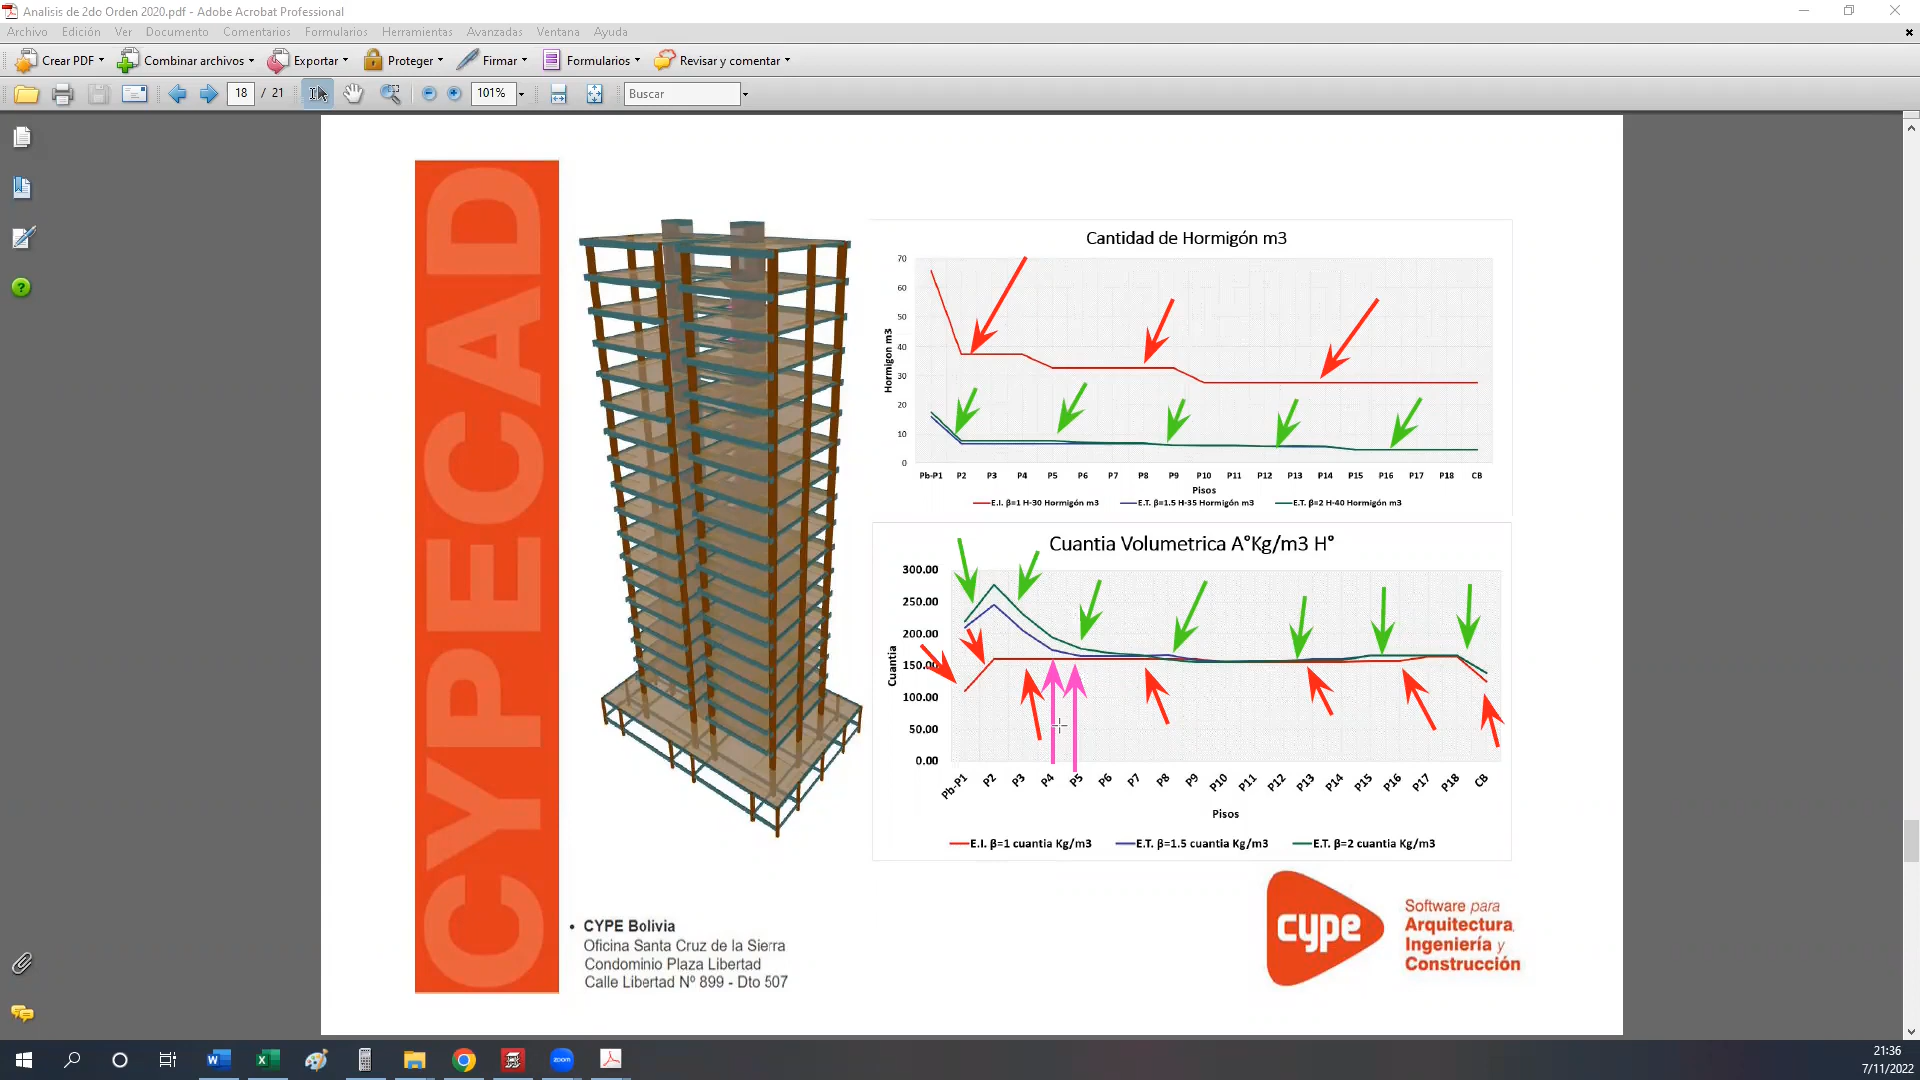 Analisis de 2do Orden 2020.pdf - Adobe Acrobat Professional
Archivo Edición Ver Documento Comentarios Formularios Herramientas Avanzadas Ventana Ayuda
Crear PDF Combinar archivos Exportar Proteger Firmar Formularios Revisar y comentar
18 / 21 101% Buscar
CYPECAD
Cantidad de Hormigón m3
Hormigon m3
70
60
50
40
30
20
10
0
Pb-P1 P2 P3 P4 P5 P6 P7 P8 P9 P10 P11 P12 P13 P14 P15 P16 P17 P18 CB
Pisos
E.I. β=1 H-30 Hormigón m3 E.T. β=1.5 H-35 Hormigón m3 E.T. β=2 H-40 Hormigón m3
Cuantia Volumetrica A°Kg/m3 H°
Cuantia
300.00
250.00
200.00
150.00
100.00
50.00
0.00
Pb-P1 P2 P3 P4 P5 P6 P7 P8 P9 P10 P11 P12 P13 P14 P15 P16 P17 P18 CB
Pisos
E.I. β=1 cuantia Kg/m3 E.T. β=1.5 cuantia Kg/m3 E.T. β=2 cuantia Kg/m3
• CYPE Bolivia
Oficina Santa Cruz de la Sierra
Condominio Plaza Libertad
Calle Libertad Nº 899 - Dto 507
cype
Software para
Arquitectura,
Ingeniería y
Construcción
zoom
21:36
7/11/2022